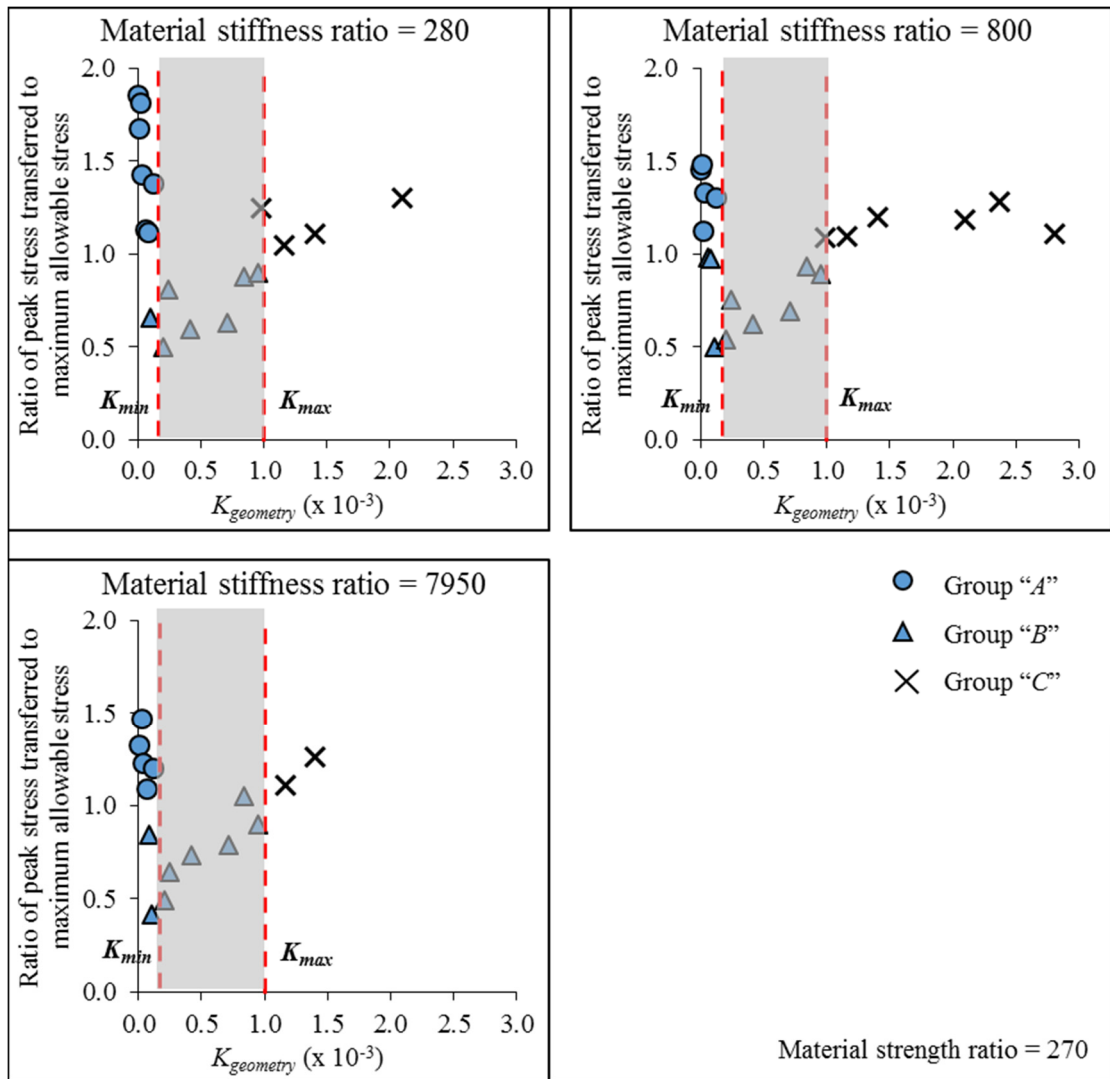 Material stiffness ratio = 280
Ratio of peak stress transferred to
maximum allowable stress
2.0
1.5
1.0
0.5
0.0
K_min
K_max
0.0 0.5 1.0 1.5 2.0 2.5 3.0
K_geometry (x 10⁻³)
Material stiffness ratio = 800
Ratio of peak stress transferred to
maximum allowable stress
2.0
1.5
1.0
0.5
0.0
K_min
K_max
0.0 0.5 1.0 1.5 2.0 2.5 3.0
K_geometry (x 10⁻³)
Material stiffness ratio = 7950
Ratio of peak stress transferred to
maximum allowable stress
2.0
1.5
1.0
0.5
0.0
K_min
K_max
0.0 0.5 1.0 1.5 2.0 2.5 3.0
K_geometry (x 10⁻³)
Group “A”
Group “B”
Group “C”
Material strength ratio = 270